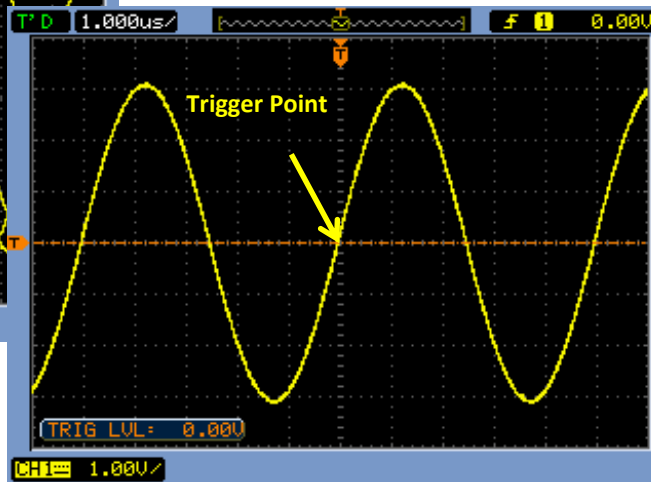 T'D 1.000us/ T f 1 0.00V
T
Trigger Point
T
TRIG LVL= 0.00V
CH1 1.00V/